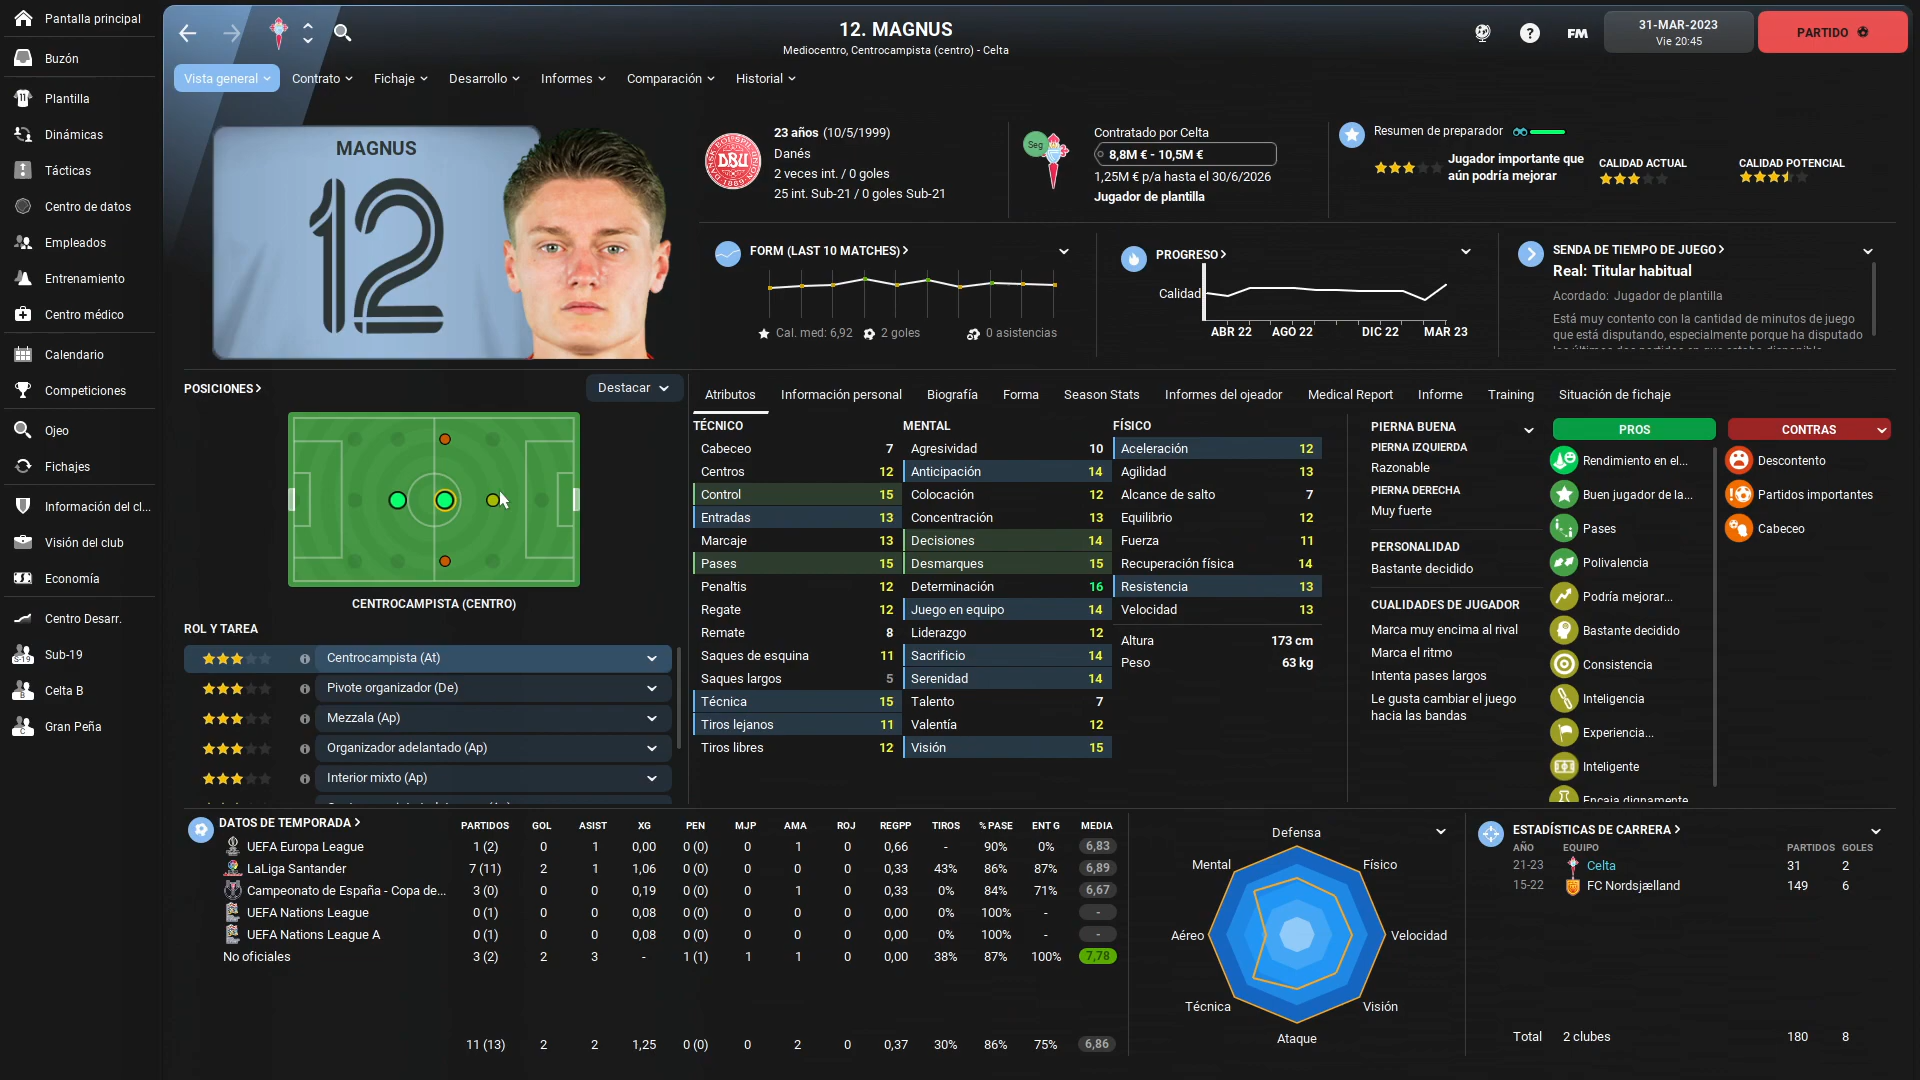 Pantalla principal
Buzón
Plantilla
Dinámicas
Tácticas
Centro de datos
Empleados
Entrenamiento
Centro médico
Calendario
Competiciones
Ojeo
Fichajes
Información del cl...
Visión del club
Economía
Centro Desarr.
Sub-19
Celta B
Gran Peña
12. MAGNUS
Mediocentro, Centrocampista (centro) - Celta
FM
31-MAR-2023
Vie 20:45
PARTIDO
Vista general
Contrato
Fichaje
Desarrollo
Informes
Comparación
Historial
MAGNUS
12
23 años (10/5/1999)
Danés
2 veces int. / 0 goles
25 int. Sub-21 / 0 goles Sub-21
Seg
Contratado por Celta
8,8M € - 10,5M €
1,25M € p/a hasta el 30/6/2026
Jugador de plantilla
Resumen de preparador
Jugador importante que
aún podría mejorar
CALIDAD ACTUAL
CALIDAD POTENCIAL
FORM (LAST 10 MATCHES)
Cal. med: 6,92
2 goles
0 asistencias
PROGRESO
Calidad
ABR 22
AGO 22
DIC 22
MAR 23
SENDA DE TIEMPO DE JUEGO
Real: Titular habitual
Acordado: Jugador de plantilla
Está muy contento con la cantidad de minutos de juego
que está disputando, especialmente porque ha disputado
POSICIONES
Destacar
CENTROCAMPISTA (CENTRO)
ROL Y TAREA
Centrocampista (At)
Pivote organizador (De)
Mezzala (Ap)
Organizador adelantado (Ap)
Interior mixto (Ap)
Atributos
Información personal
Biografía
Forma
Season Stats
Informes del ojeador
Medical Report
Informe
Training
Situación de fichaje
TÉCNICO
Cabeceo 7
Centros 12
Control 15
Entradas 13
Marcaje 13
Pases 15
Penaltis 12
Regate 12
Remate 8
Saques de esquina 11
Saques largos 5
Técnica 15
Tiros lejanos 11
Tiros libres 12
MENTAL
Agresividad 10
Anticipación 14
Colocación 12
Concentración 13
Decisiones 14
Desmarques 15
Determinación 16
Juego en equipo 14
Liderazgo 12
Sacrificio 14
Serenidad 14
Talento 7
Valentía 12
Visión 15
FÍSICO
Aceleración 12
Agilidad 13
Alcance de salto 7
Equilibrio 12
Fuerza 11
Recuperación física 14
Resistencia 13
Velocidad 13
Altura 173 cm
Peso 63 kg
PIERNA BUENA
PIERNA IZQUIERDA
Razonable
PIERNA DERECHA
Muy fuerte
PERSONALIDAD
Bastante decidido
CUALIDADES DE JUGADOR
Marca muy encima al rival
Marca el ritmo
Intenta pases largos
Le gusta cambiar el juego
hacia las bandas
PROS
Rendimiento en el...
Buen jugador de la...
Pases
Polivalencia
Podría mejorar...
Bastante decidido
Consistencia
Inteligencia
Experiencia...
Inteligente
Encaja dignamente
CONTRAS
Descontento
Partidos importantes
Cabeceo
DATOS DE TEMPORADA PARTIDOS GOL ASIST XG PEN MJP AMA ROJ REGPP TIROS % PASE ENT G MEDIA
UEFA Europa League 1 (2) 0 1 0,00 0 (0) 0 1 0 0,66 - 90% 0% 6,83
LaLiga Santander 7 (11) 2 1 1,06 0 (0) 0 0 0 0,33 43% 86% 87% 6,89
Campeonato de España - Copa de... 3 (0) 0 0 0,19 0 (0) 0 1 0 0,33 0% 84% 71% 6,67
UEFA Nations League 0 (1) 0 0 0,08 0 (0) 0 0 0 0,00 0% 100% - -
UEFA Nations League A 0 (1) 0 0 0,08 0 (0) 0 0 0 0,00 0% 100% - -
No oficiales 3 (2) 2 3 - 1 (1) 1 1 0 0,00 38% 87% 100% 7,78
11 (13) 2 2 1,25 0 (0) 0 2 0 0,37 30% 86% 75% 6,86
Defensa
Físico
Velocidad
Visión
Ataque
Técnica
Aéreo
Mental
ESTADÍSTICAS DE CARRERA
AÑO EQUIPO PARTIDOS GOLES
21-23 Celta 31 2
15-22 FC Nordsjælland 149 6
Total 2 clubes 180 8